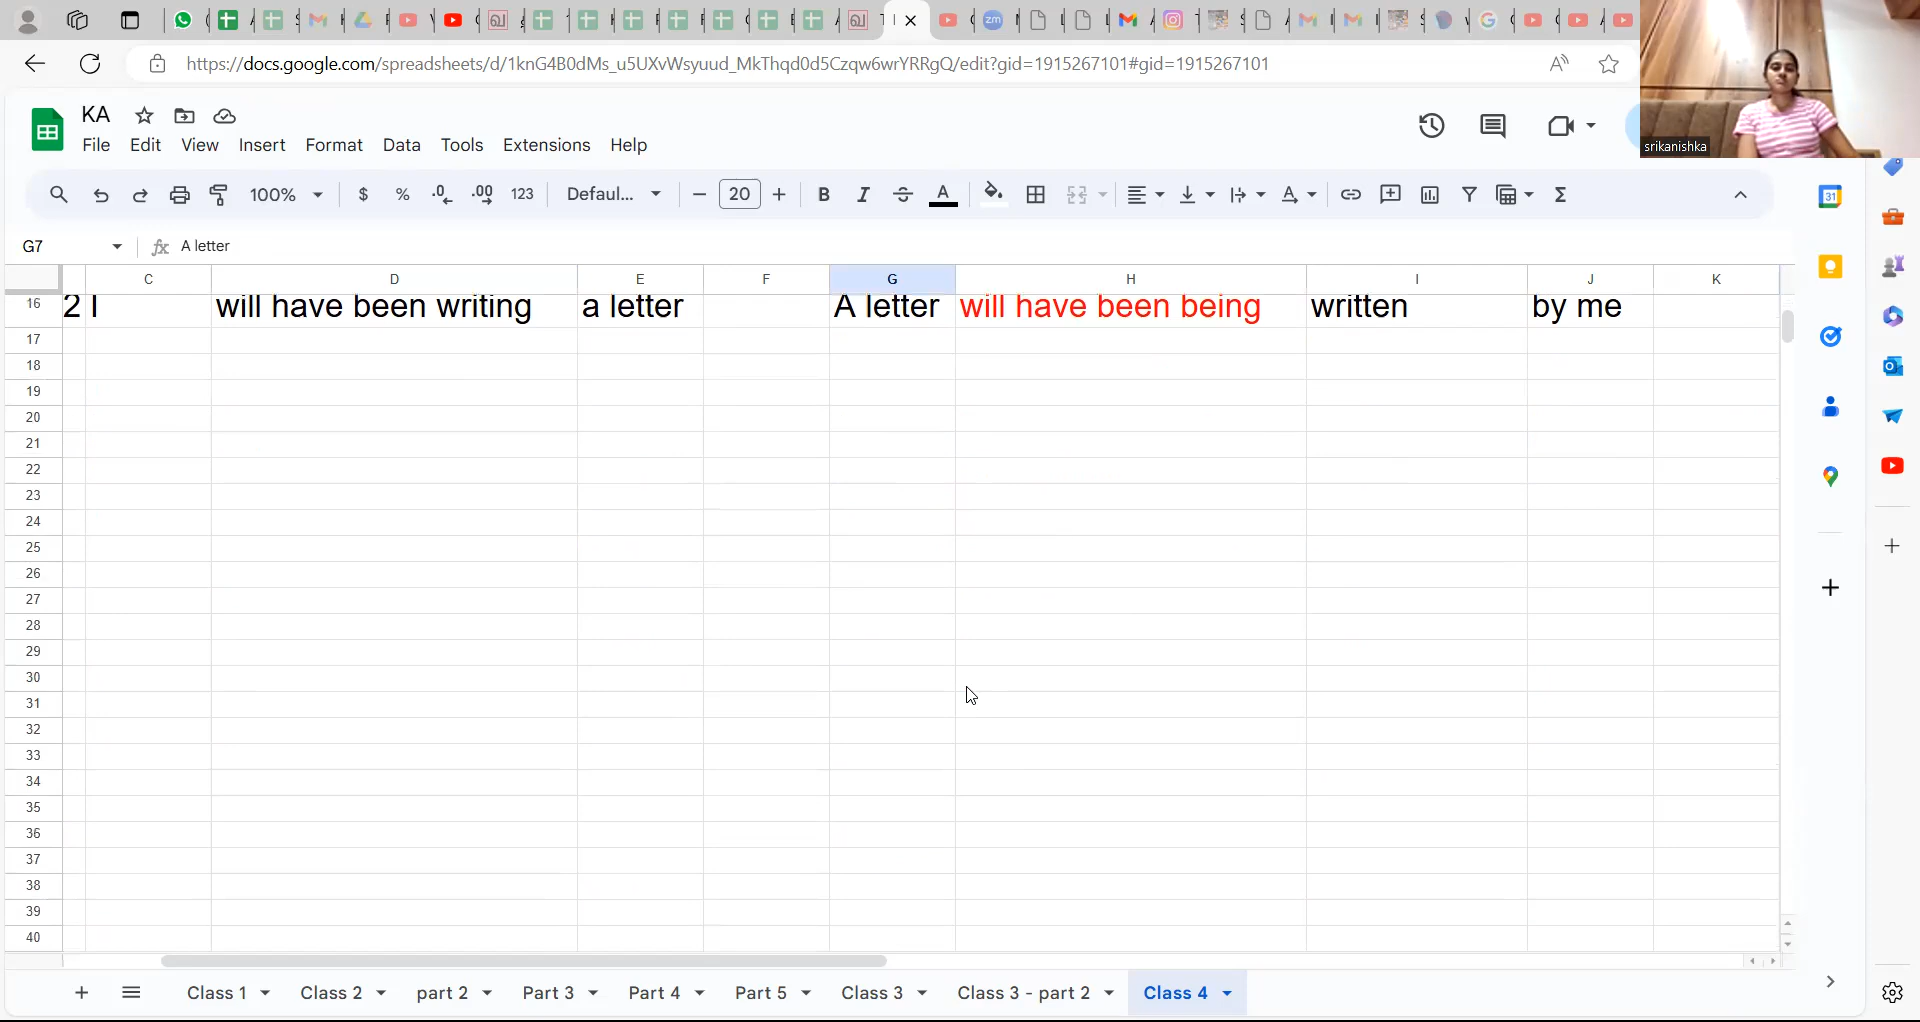 https://docs.google.com/spreadsheets/d/1knG4B0dMs_u5UXvWsyuud_MkThqd0d5Czqw6wrYRRgQ/edit?gid=1915267101#gid=1915267101
srikanishka
KA
File Edit View Insert Format Data Tools Extensions Help
100% $ % .0 .00 123 Defaul... 20 B I A
G7 A letter
C D E F G H I J K
16 2 I will have been writing a letter A letter will have been being written by me
17
18
19
20
21
22
23
24
25
26
27
28
29
30
31
32
33
34
35
36
37
38
39
40
Class 1 Class 2 part 2 Part 3 Part 4 Part 5 Class 3 Class 3 - part 2 Class 4